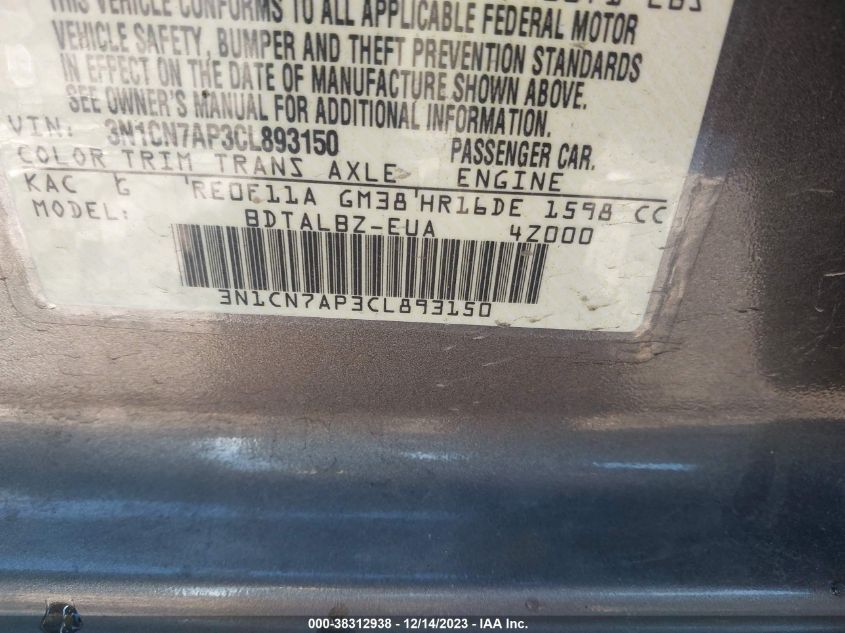 LBS
THIS VEHICLE CONFORMS TO ALL APPLICABLE FEDERAL MOTOR
VEHICLE SAFETY, BUMPER AND THEFT PREVENTION STANDARDS
IN EFFECT ON THE DATE OF MANUFACTURE SHOWN ABOVE.
SEE OWNER'S MANUAL FOR ADDITIONAL INFORMATION.
VIN: 3N1CN7AP3CL893150 PASSENGER CAR.
COLOR TRIM TRANS AXLE ENGINE
KAC G RE0F11A GM38 HR16DE 1598 CC
MODEL: BDTALBZ-EUA 4Z000
3N1CN7AP3CL893150
000-38312938 - 12/14/2023 - IAA Inc.